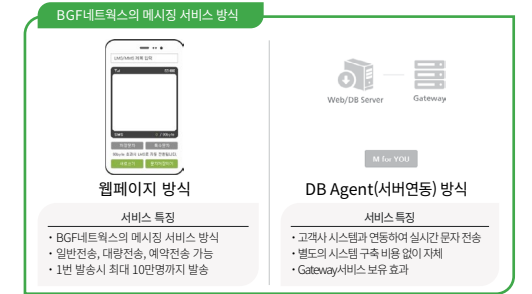 BGF네트웍스의 메시징 서비스 방식
LMS/MMS 제목 입력
Web/DB Server
Gateway
M for YOU
웹페이지 방식
DB Agent(서버연동) 방식
서비스 특징
· BGF네트웍스의 메시징 서비스 방식
· 일반전송, 대량전송, 예약전송 가능
· 1번 발송시 최대 10만명까지 발송
서비스 특징
· 고객사 시스템과 연동하여 실시간 문자 전송
· 별도의 시스템 구축 비용 없이 자체
· Gateway서비스 보유 효과